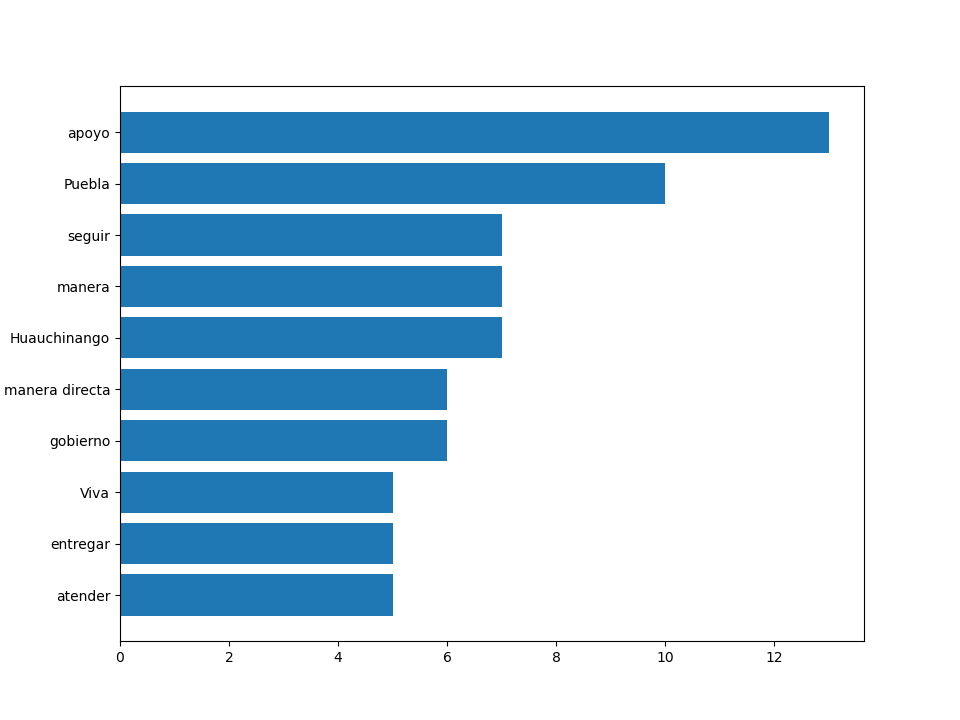 apoyo
Puebla
seguir
manera
Huauchinango
manera directa
gobierno
Viva
entregar
atender
0 2 4 6 8 10 12